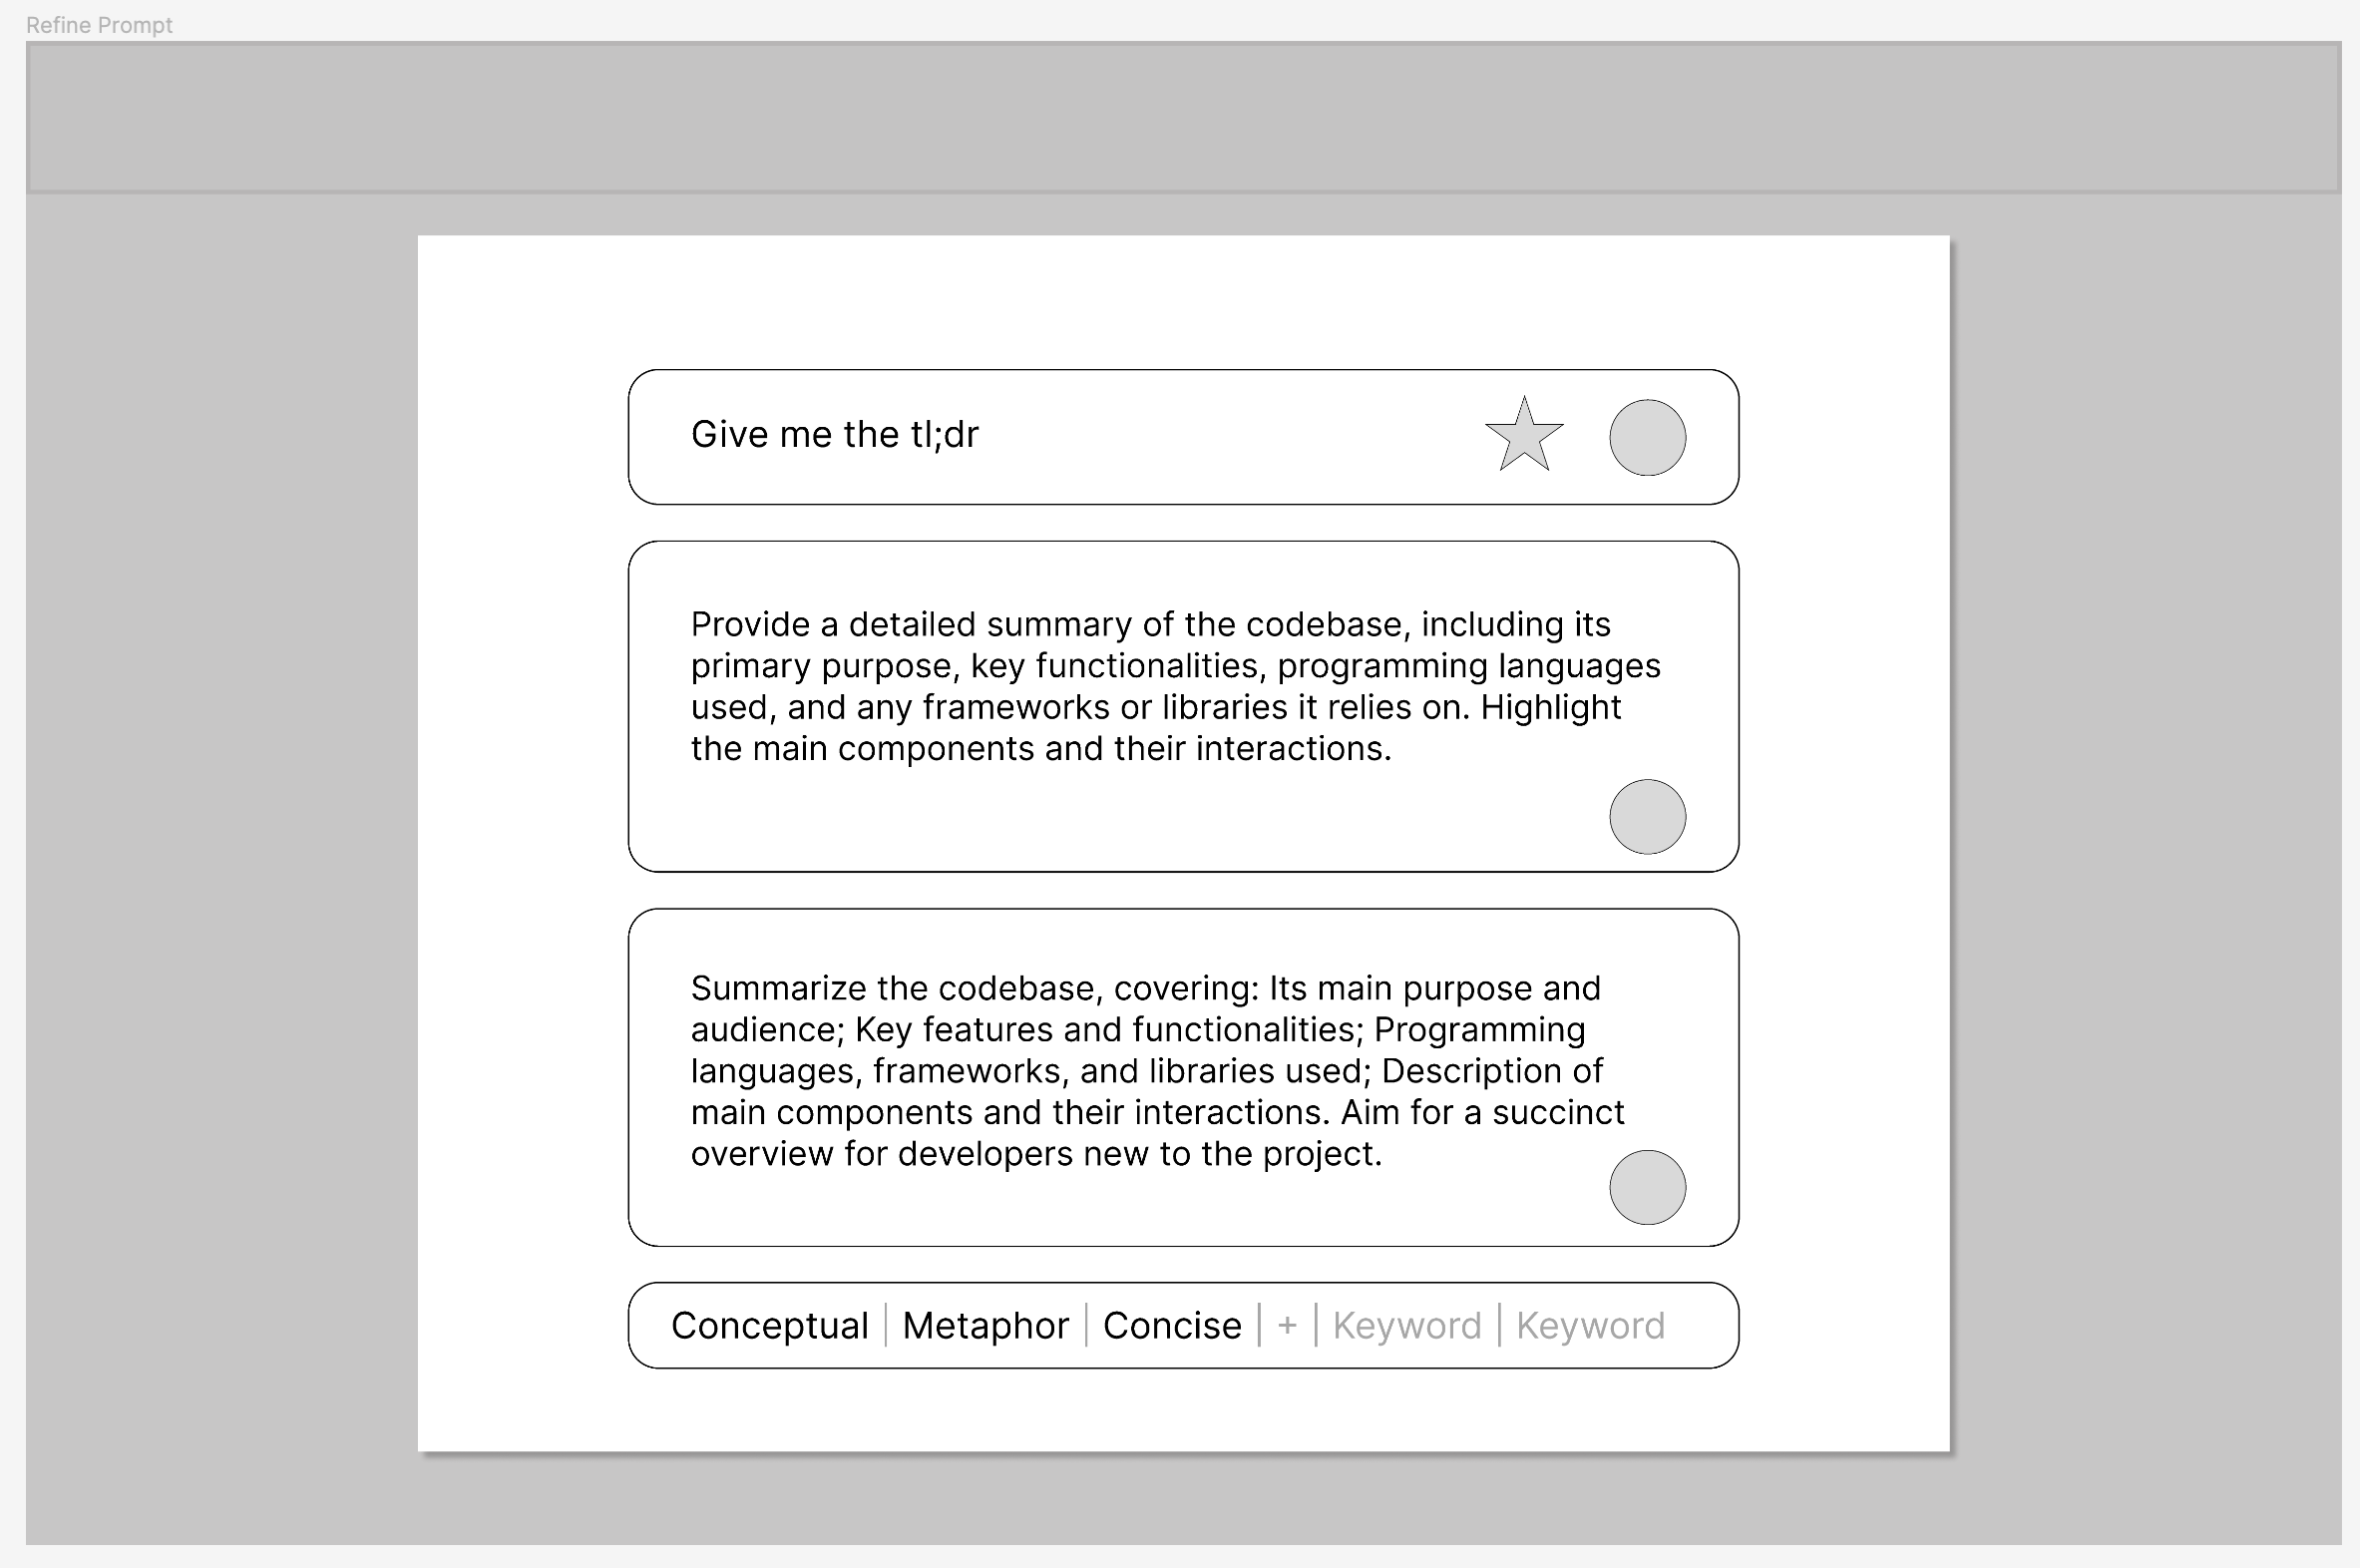 Refine Prompt
Give me the tl;dr
Provide a detailed summary of the codebase, including its
primary purpose, key functionalities, programming languages
used, and any frameworks or libraries it relies on. Highlight
the main components and their interactions.
Summarize the codebase, covering: Its main purpose and
audience; Key features and functionalities; Programming
languages, frameworks, and libraries used; Description of
main components and their interactions. Aim for a succinct
overview for developers new to the project.
Conceptual | Metaphor | Concise | + | Keyword | Keyword